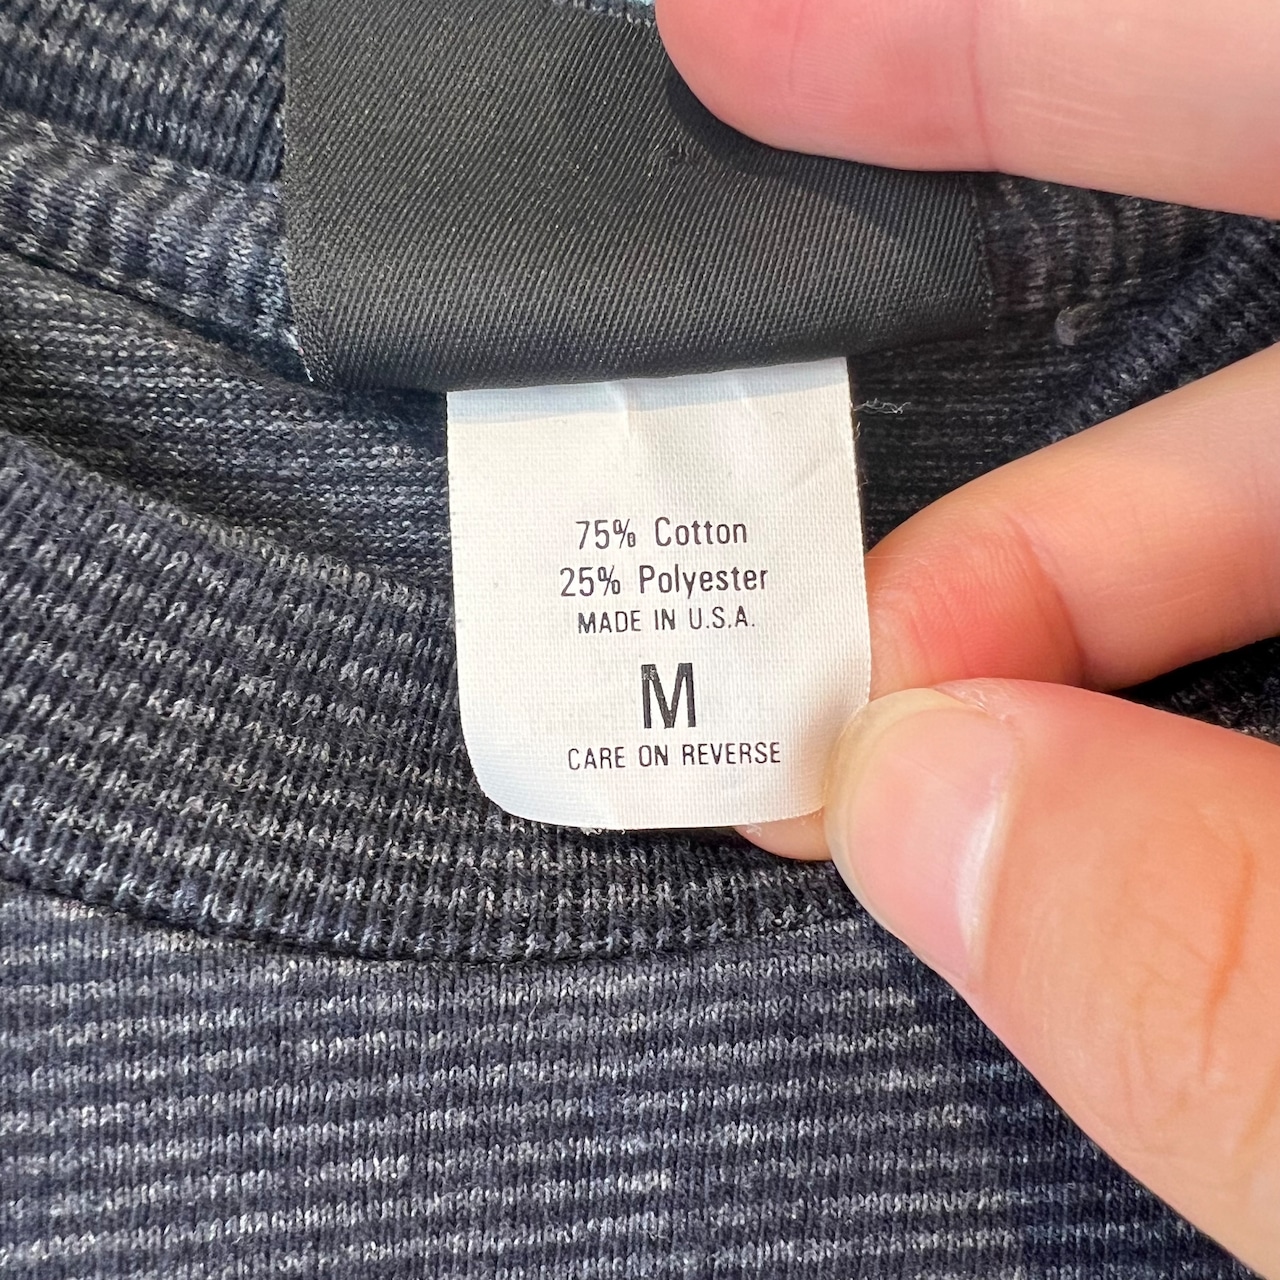 75% Cotton
25% Polyester
MADE IN U.S.A.
M
CARE ON REVERSE